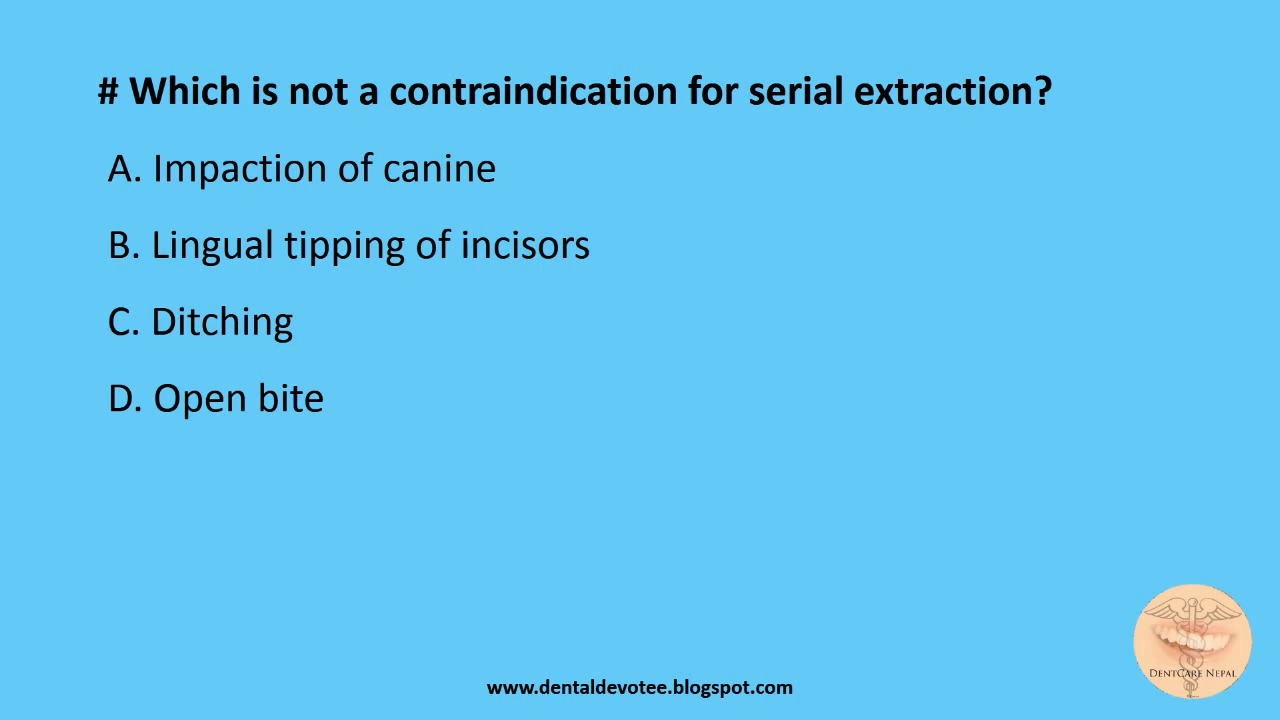 # Which is not a contraindication for serial extraction?
A. Impaction of canine
B. Lingual tipping of incisors
C. Ditching
D. Open bite
DentCare Nepal
www.dentaldevotee.blogspot.com